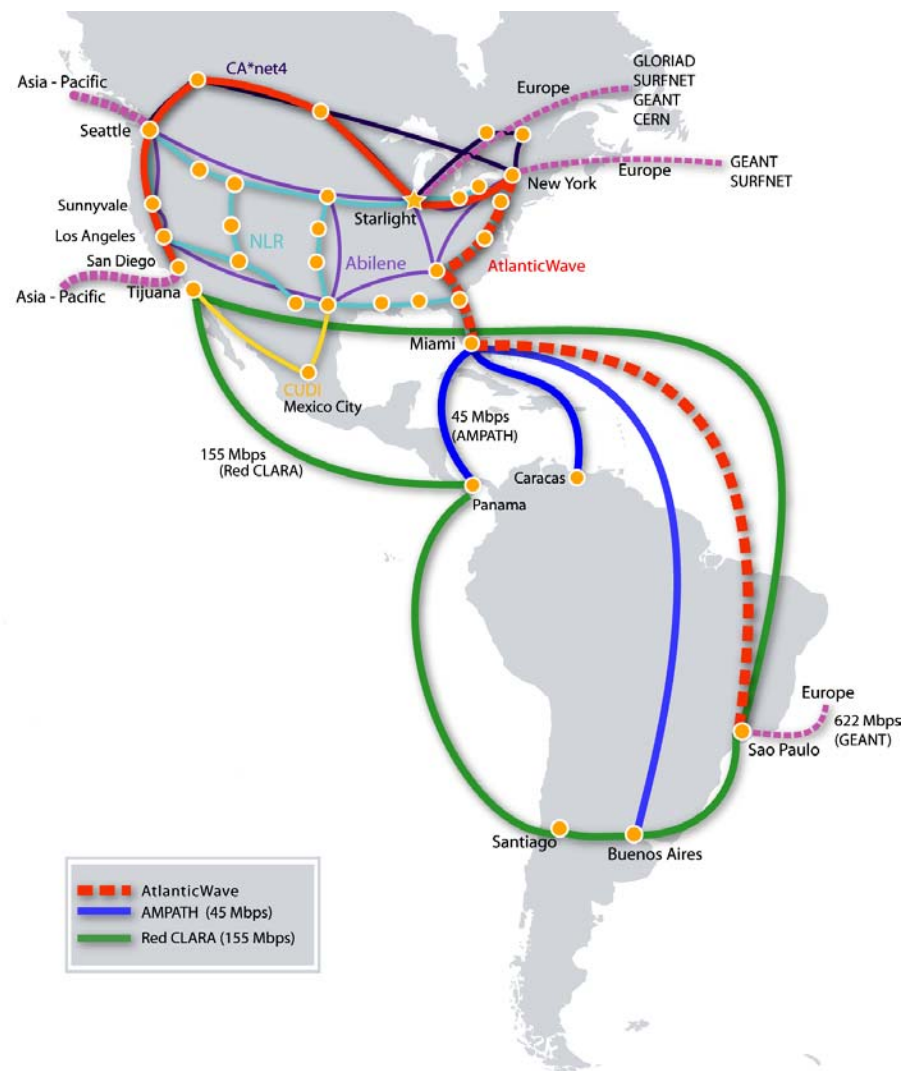 CA*net4
GLORIAD
SURFNET
GEANT
CERN
Europe
Asia - Pacific
Seattle
Europe
GEANT
SURFNET
New York
Sunnyvale
Starlight
Los Angeles
NLR
San Diego
Abilene
AtlanticWave
Asia - Pacific
Tijuana
Miami
CUDI
Mexico City
45 Mbps
(AMPATH)
155 Mbps
(Red CLARA)
Caracas
Panama
Europe
622 Mbps
(GEANT)
Sao Paulo
Santiago
Buenos Aires
AtlanticWave
AMPATH (45 Mbps)
Red CLARA (155 Mbps)